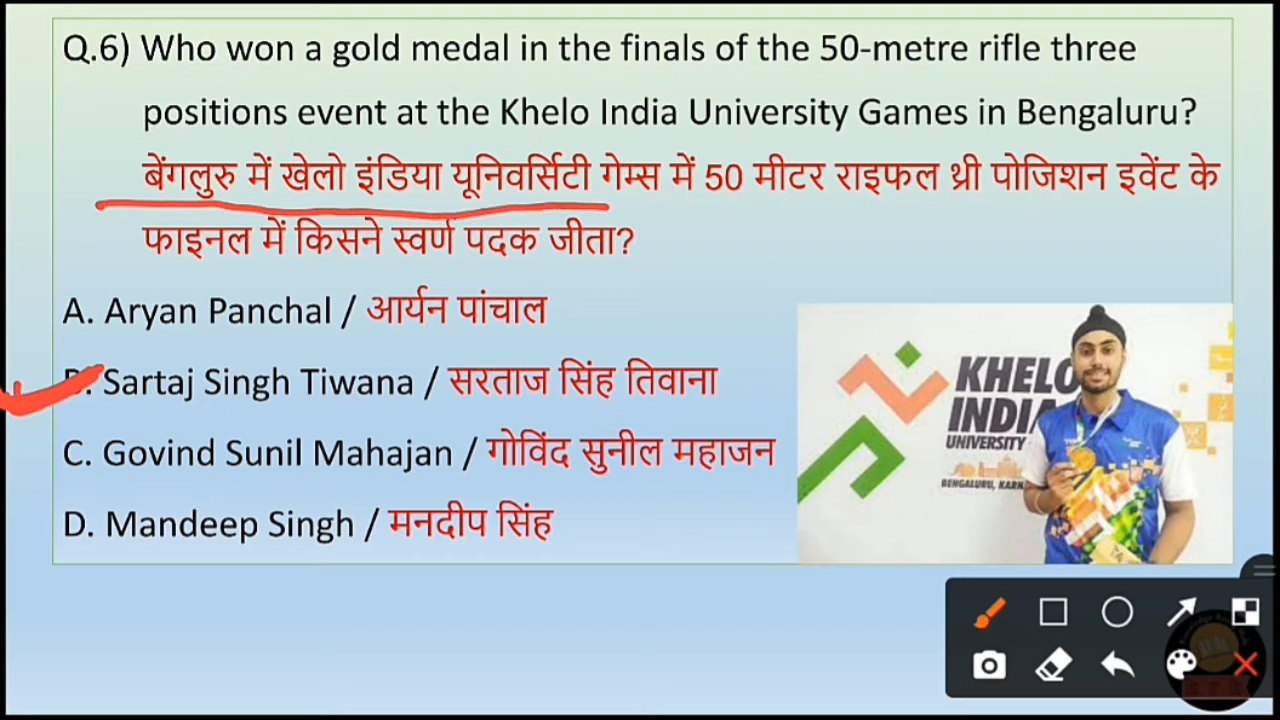 Q.6) Who won a gold medal in the finals of the 50-metre rifle three
positions event at the Khelo India University Games in Bengaluru?
बेंगलुरु में खेलो इंडिया यूनिवर्सिटी गेम्स में 50 मीटर राइफल थ्री पोजिशन इवेंट के
फाइनल में किसने स्वर्ण पदक जीता?
A. Aryan Panchal / आर्यन पांचाल
B. Sartaj Singh Tiwana / सरताज सिंह तिवाना
C. Govind Sunil Mahajan / गोविंद सुनील महाजन
D. Mandeep Singh / मनदीप सिंह
KHELO
INDIA
UNIVERSITY
BENGALURU, KARN